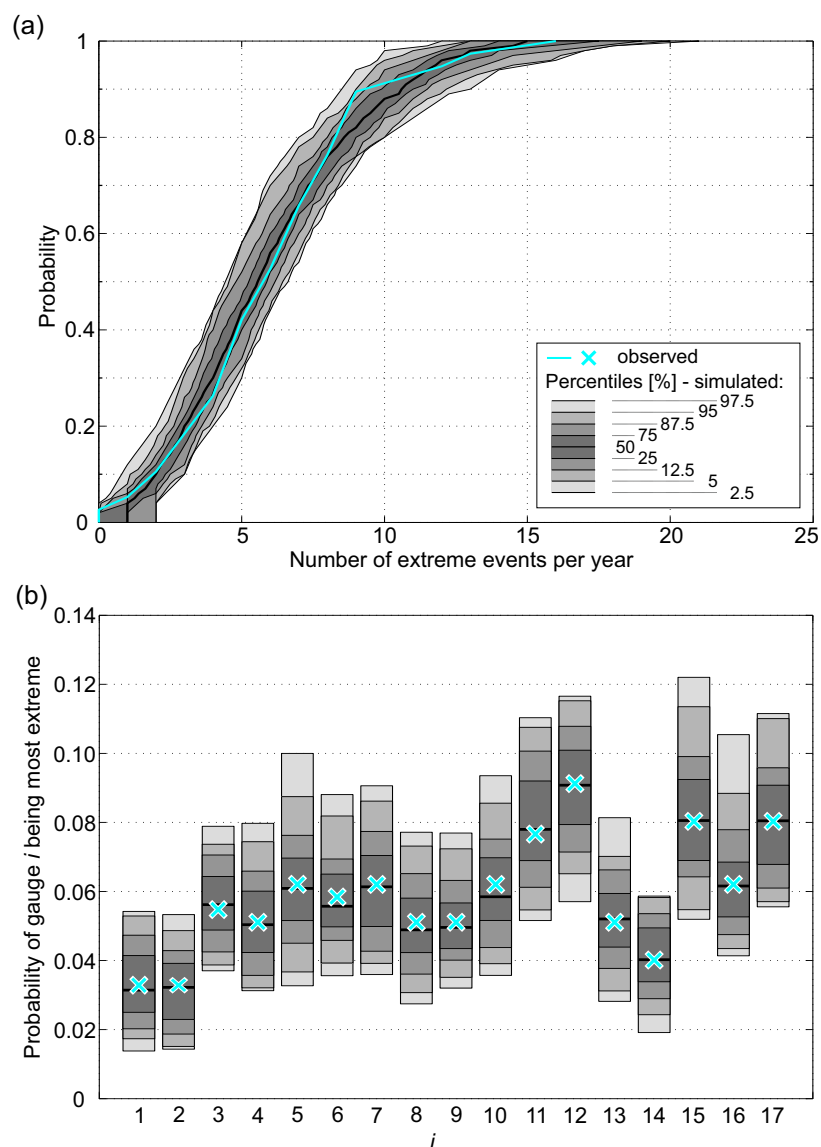 (a)
1
0.8
0.6
0.4
0.2
0
Probability
observed
Percentiles [%] - simulated:
97.5
95
87.5
75
50
25
12.5
5
2.5
0 5 10 15 20 25
Number of extreme events per year
(b)
0.14
0.12
0.10
0.08
0.06
0.04
0.02
0
Probability of gauge i being most extreme
1 2 3 4 5 6 7 8 9 10 11 12 13 14 15 16 17
i